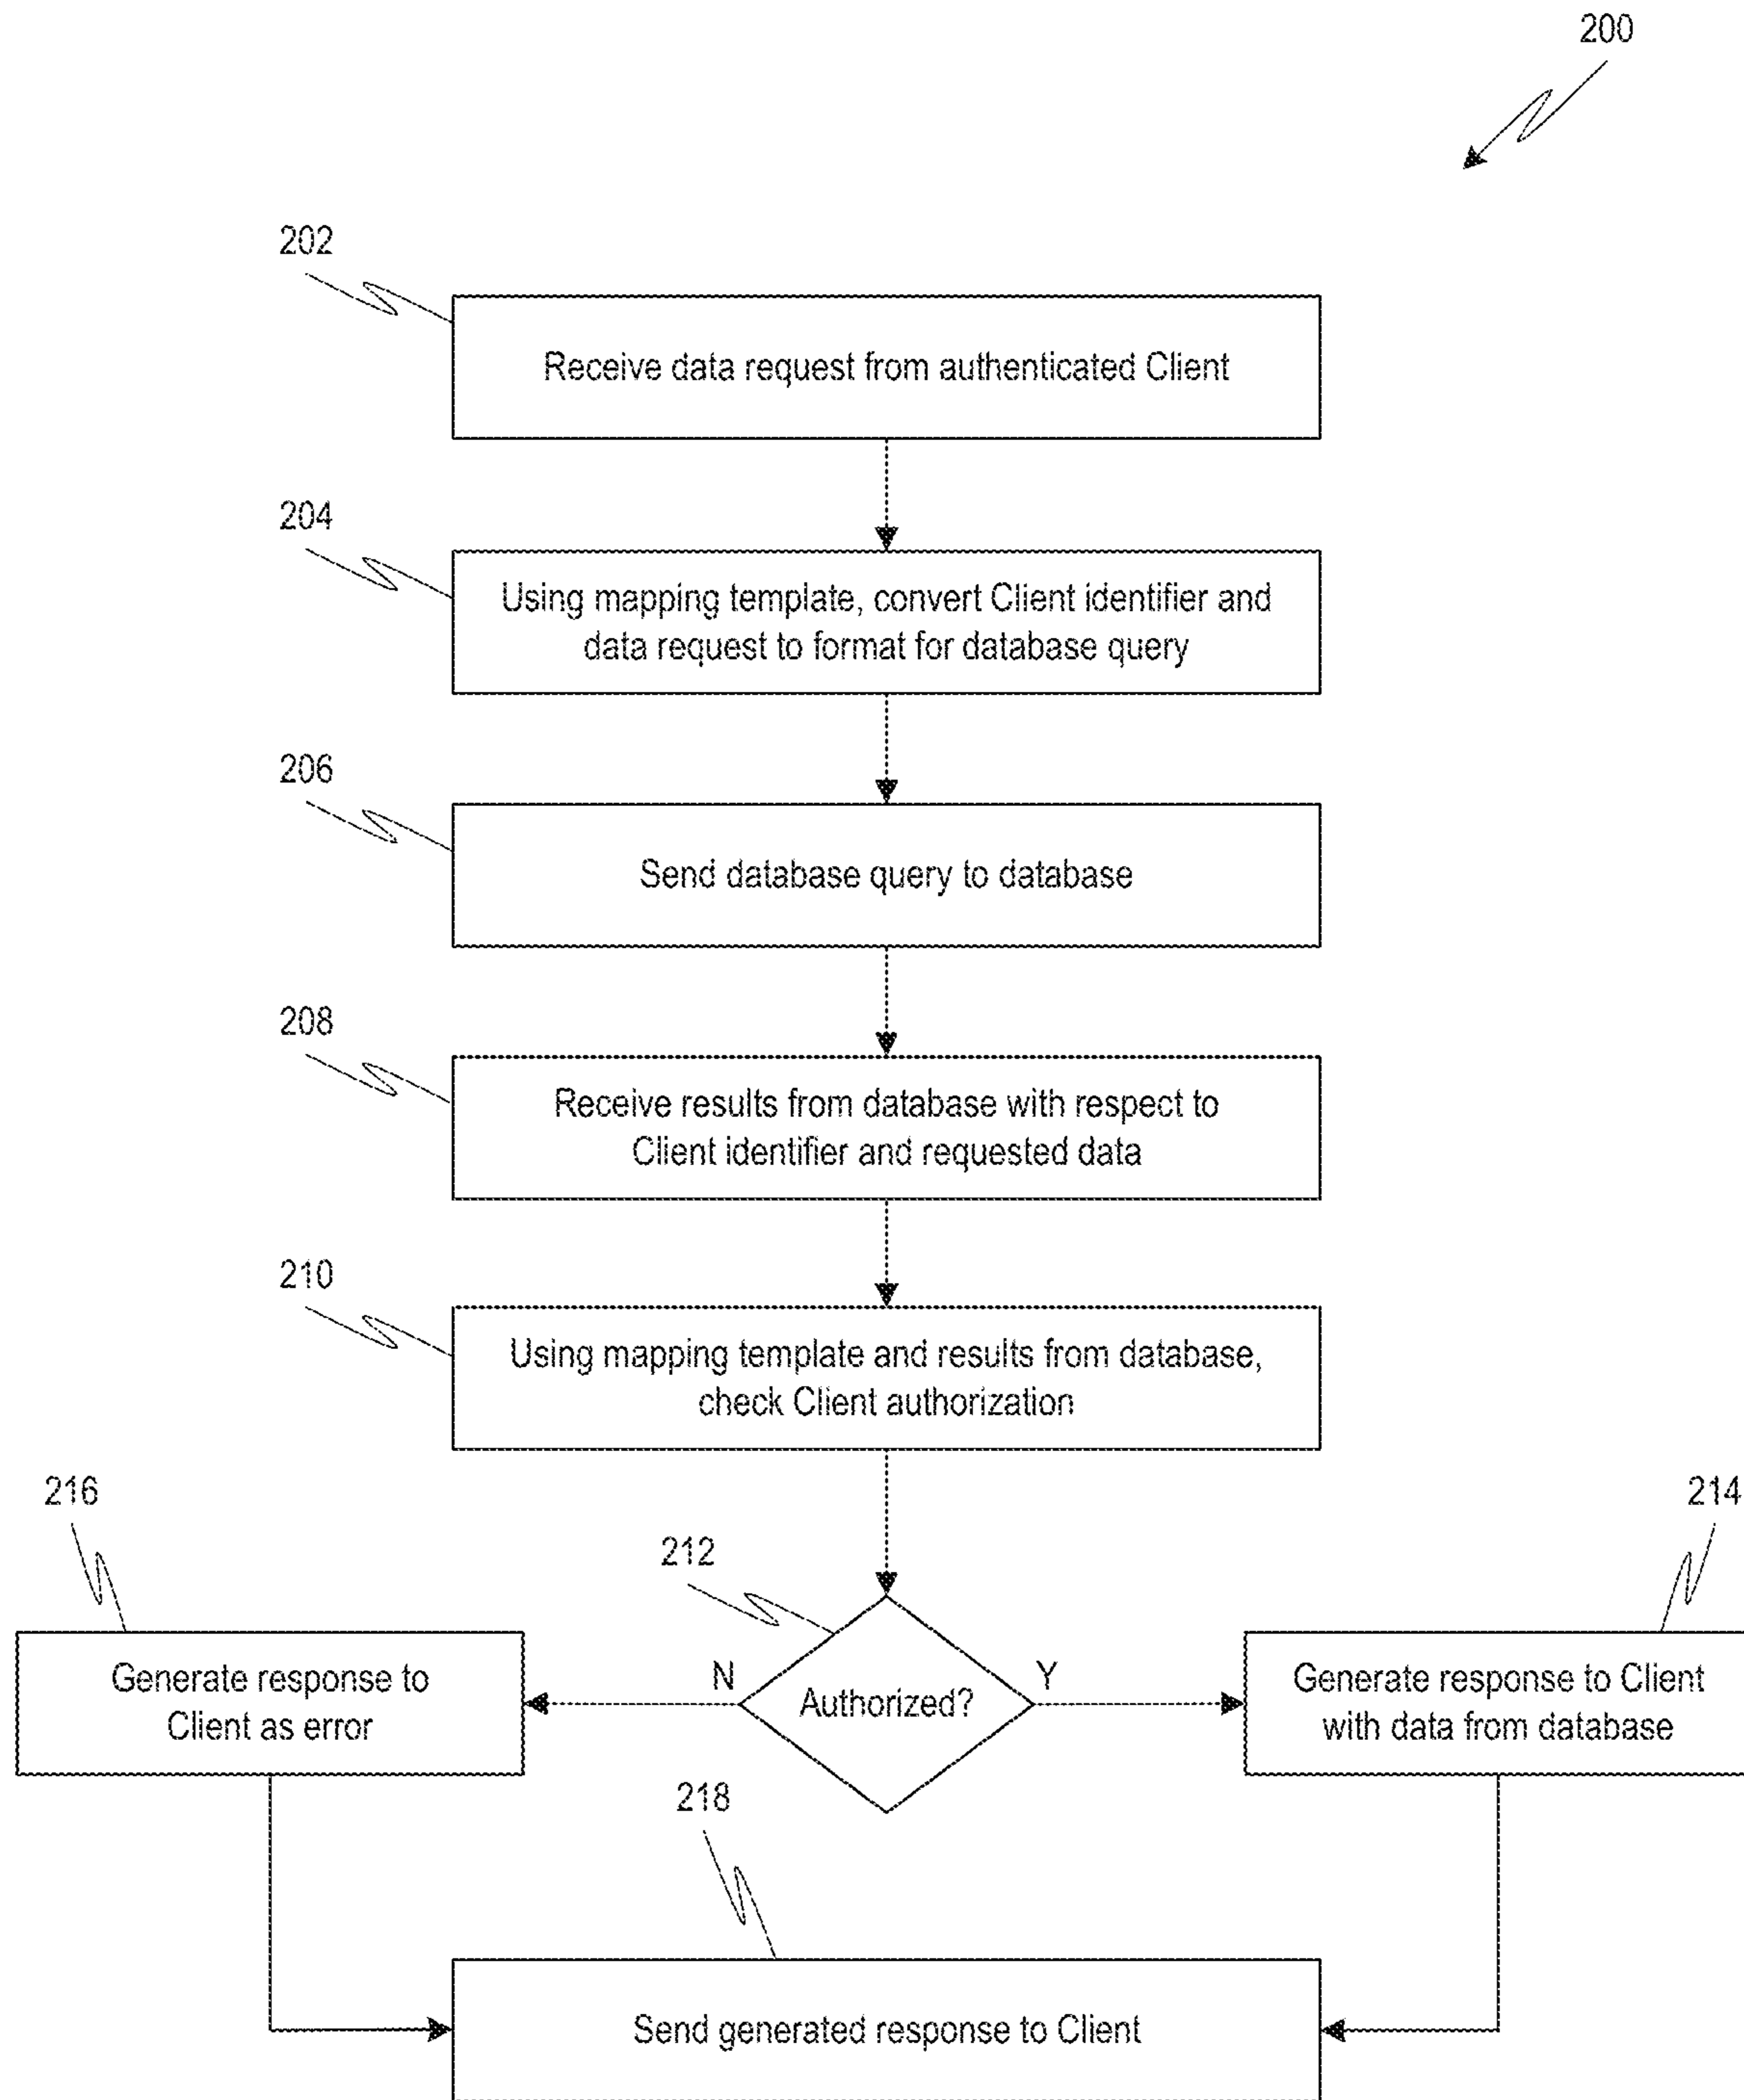 200
202
Receive data request from authenticated Client
204
Using mapping template, convert Client identifier and
data request to format for database query
206
Send database query to database
208
Receive results from database with respect to
Client identifier and requested data
210
Using mapping template and results from database,
check Client authorization
216
214
212
Generate response to
Client as error
N
Authorized?
Y
Generate response to Client
with data from database
218
Send generated response to Client